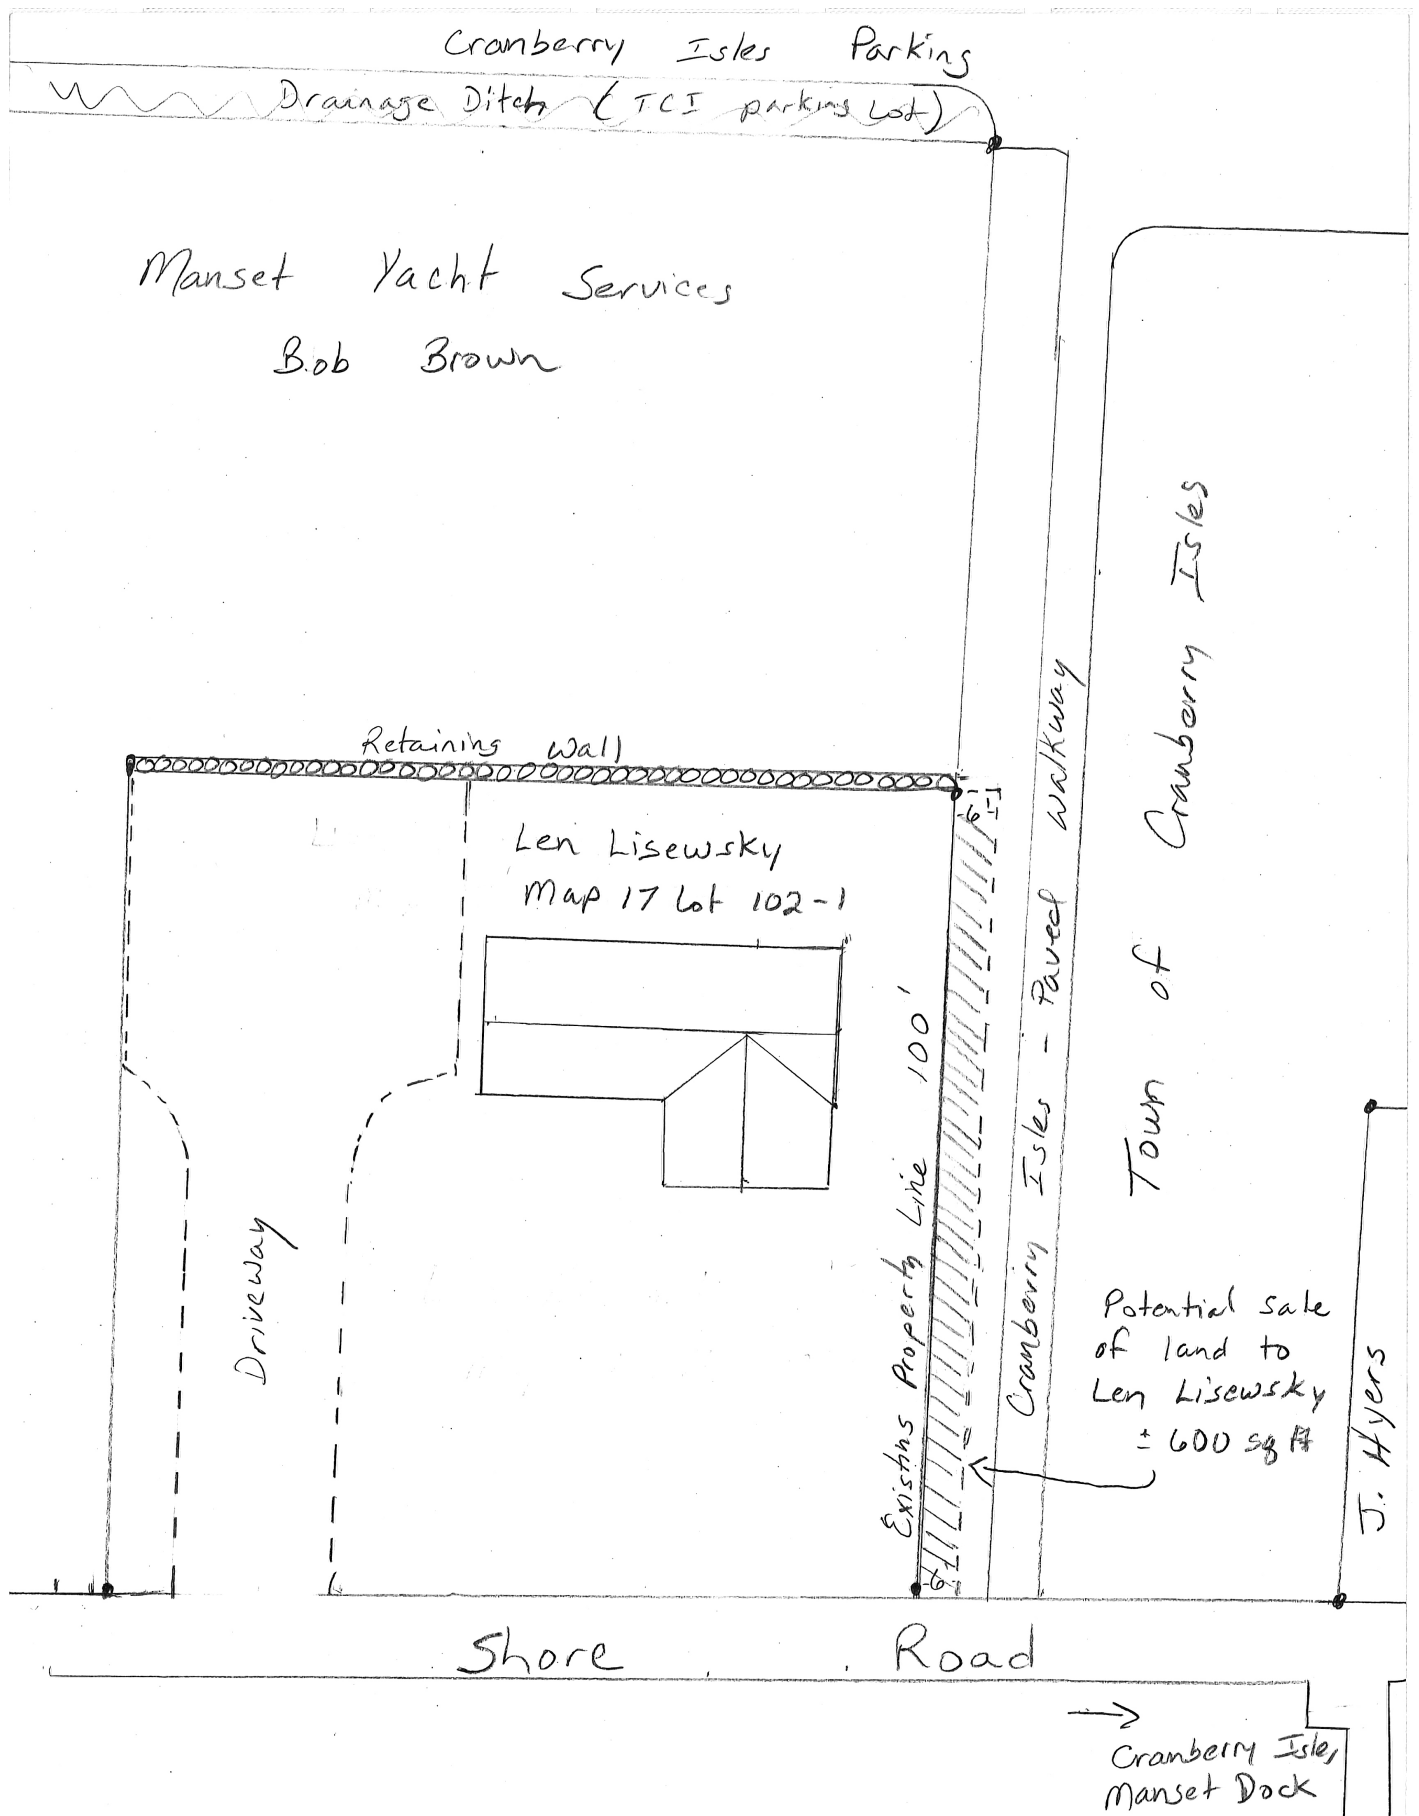 Cranberry Isles Parking
Drainage Ditch (TCI parking Lot)
Manset Yacht Services
Bob Brown
Retaining Wall
-6-
Len Lisewsky
Map 17 Lot 102-1
Existing Property Line 100'
Cranberry Isles - Paved Walkway
Town of Cranberry Isles
Driveway
Potential Sale
of land to
Len Lisewsky
± 600 sq ft
J. Hyers
-6-
Shore Road
Cranberry Isles
Manset Dock